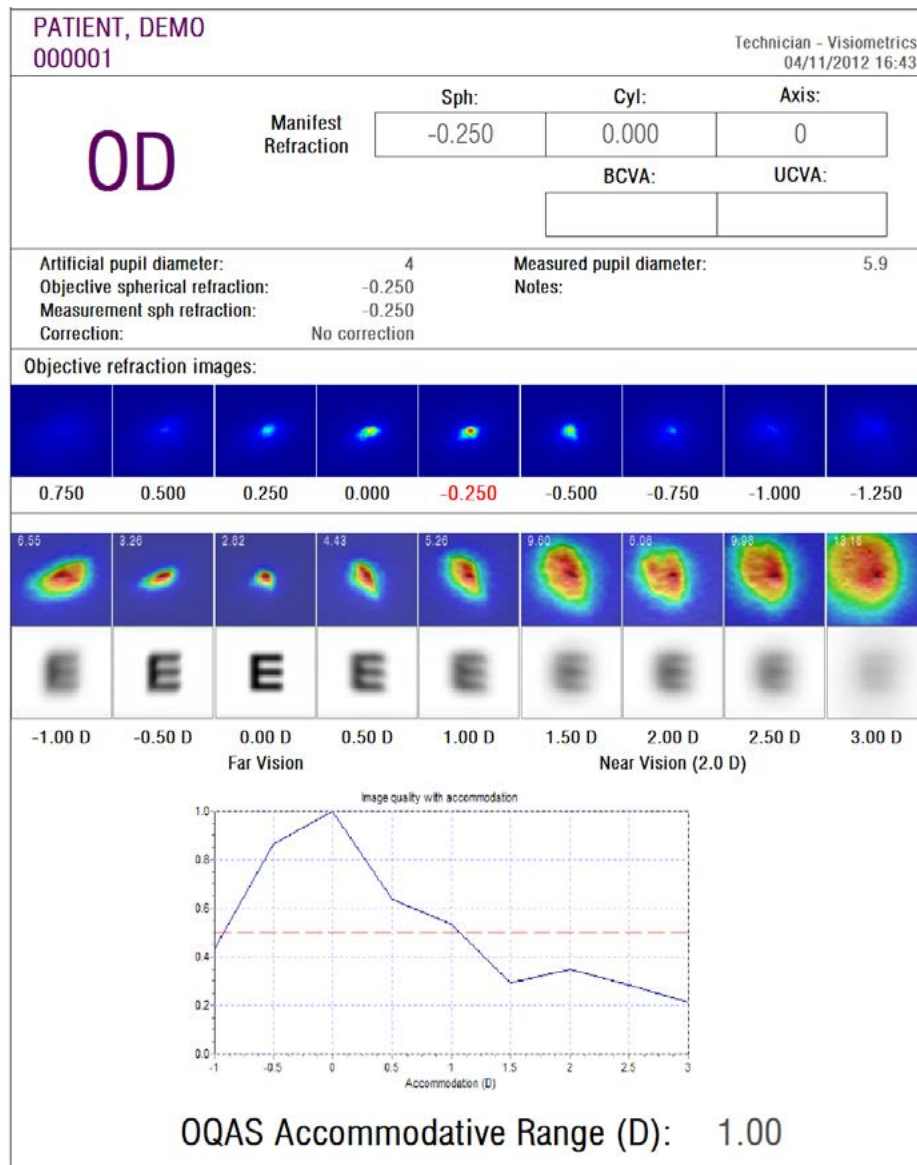 PATIENT, DEMO
000001
Technician - Visiometrics
04/11/2012 16:43
OD
Manifest
Refraction
Sph: Cyl: Axis:
-0.250 0.000 0
BCVA: UCVA:
Artificial pupil diameter: 4 Measured pupil diameter: 5.9
Objective spherical refraction: -0.250 Notes:
Measurement sph refraction: -0.250
Correction: No correction
Objective refraction images:
0.750 0.500 0.250 0.000 -0.250 -0.500 -0.750 -1.000 -1.250
6.55 3.26 2.82 4.43 5.26 9.60 8.08 9.98 13.18
E E E E E E E E E
-1.00 D -0.50 D 0.00 D 0.50 D 1.00 D 1.50 D 2.00 D 2.50 D 3.00 D
Far Vision Near Vision (2.0 D)
Image quality with accommodation
1.0
0.8
0.6
0.4
0.2
0.0
-1 -0.5 0 0.5 1 1.5 2 2.5 3
Accommodation (D)
OQAS Accommodative Range (D): 1.00